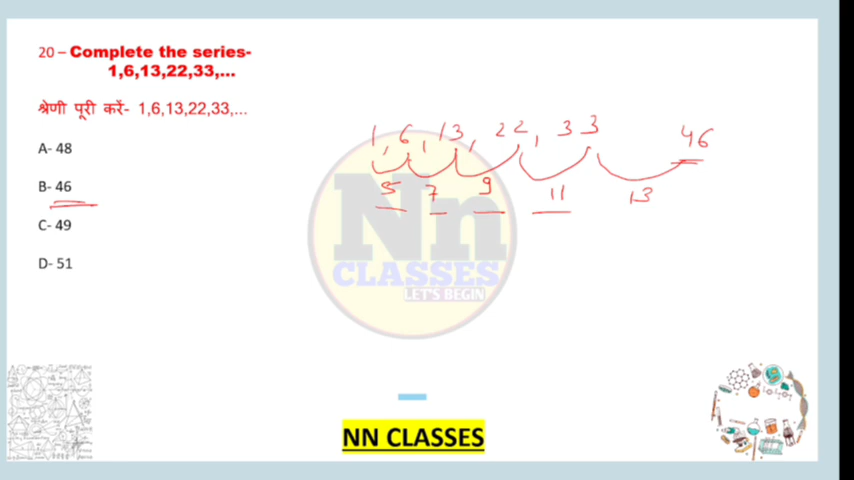 20 – Complete the series-
1,6,13,22,33,...
श्रेणी पूरी करें- 1,6,13,22,33,...
A- 48
B- 46
C- 49
D- 51
1, 6, 13, 22, 33 46
5 7 9 11 13
Nn
CLASSES
LET'S BEGIN
NN CLASSES